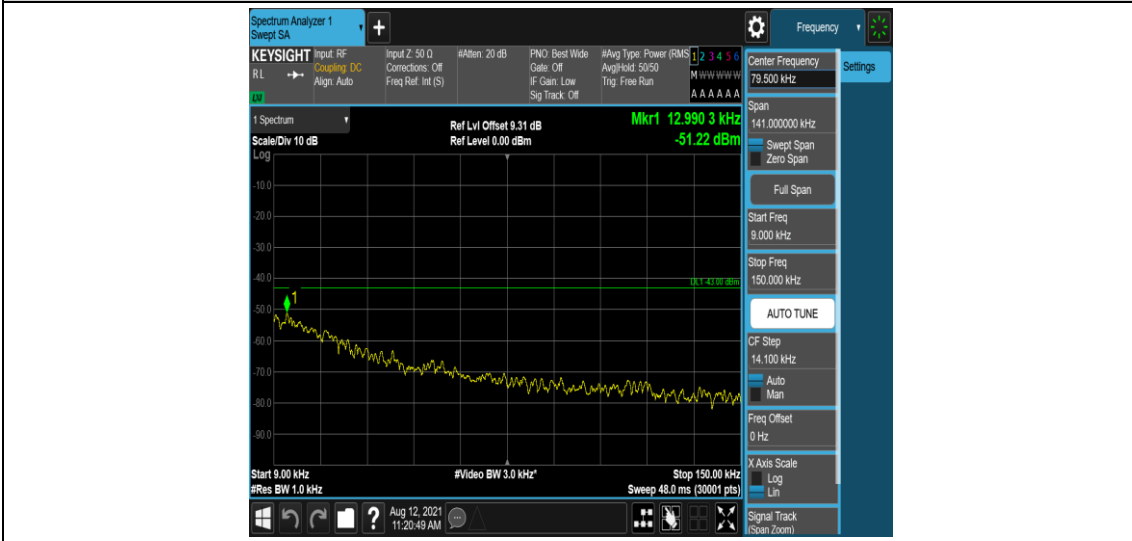 Spectrum Analyzer 1
Swept SA
+
Frequency
KEYSIGHT
RL
Input: RF
Coupling: DC
Align: Auto
Input Z: 50 Ω
Corrections: Off
Freq Ref: Int (S)
#Atten: 20 dB
PNO: Best Wide
Gate: Off
IF Gain: Low
Sig Track: Off
#Avg Type: Power (RMS
Avg|Hold: 50/50
Trig: Free Run
1 2 3 4 5 6
M W W W W W
A A A A A A
1 Spectrum
Scale/Div 10 dB
Ref Lvl Offset 9.31 dB
Ref Level 0.00 dBm
Mkr1 12.990 3 kHz
-51.22 dBm
Log
-10.0
-20.0
-30.0
-40.0
-50.0
-60.0
-70.0
-80.0
-90.0
DL1 -43.00 dBm
1
Start 9.00 kHz
#Res BW 1.0 kHz
#Video BW 3.0 kHz*
Stop 150.00 kHz
Sweep 48.0 ms (30001 pts)
Aug 12, 2021
11:20:49 AM
?
Center Frequency
79.500 kHz
Settings
Span
141.000000 kHz
Swept Span
Zero Span
Full Span
Start Freq
9.000 kHz
Stop Freq
150.000 kHz
AUTO TUNE
CF Step
14.100 kHz
Auto
Man
Freq Offset
0 Hz
X Axis Scale
Log
Lin
Signal Track
(Span Zoom)